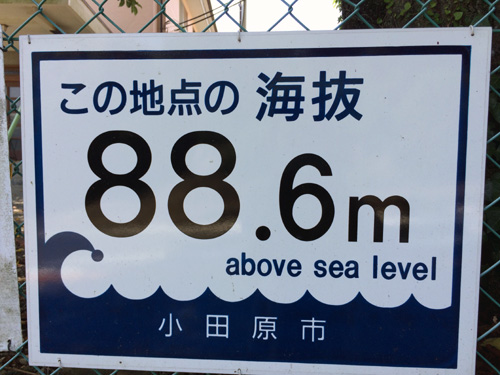 この地点の 海抜
88.6m
above sea level
小田原市